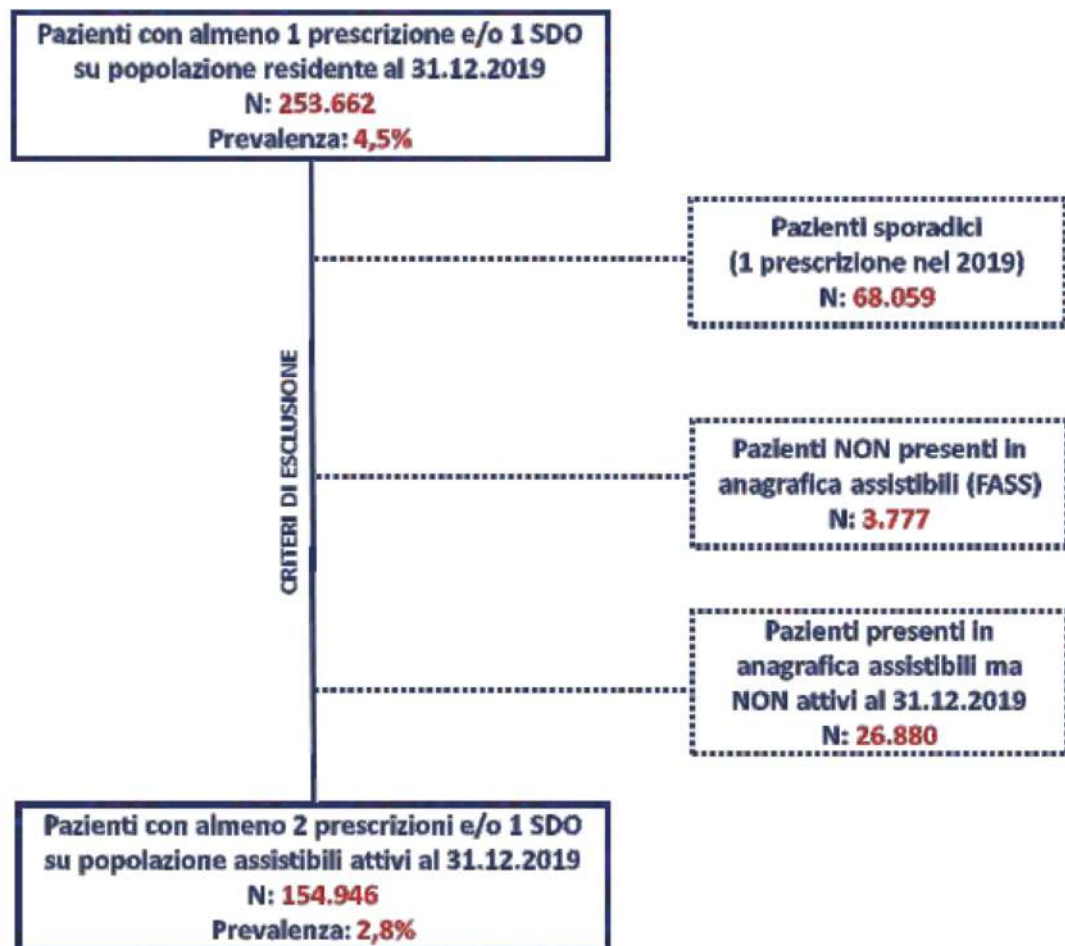 Pazienti con almeno 1 prescrizione e/o 1 SDO
su popolazione residente al 31.12.2019
N: 253.662
Prevalenza: 4,5%
Pazienti sporadici
(1 prescrizione nel 2019)
N: 68.059
CRITERI DI ESCLUSIONE
Pazienti NON presenti in
anagrafica assistibili (FASS)
N: 3.777
Pazienti presenti in
anagrafica assistibili ma
NON attivi al 31.12.2019
N: 26.880
Pazienti con almeno 2 prescrizioni e/o 1 SDO
su popolazione assistibili attivi al 31.12.2019
N: 154.946
Prevalenza: 2,8%